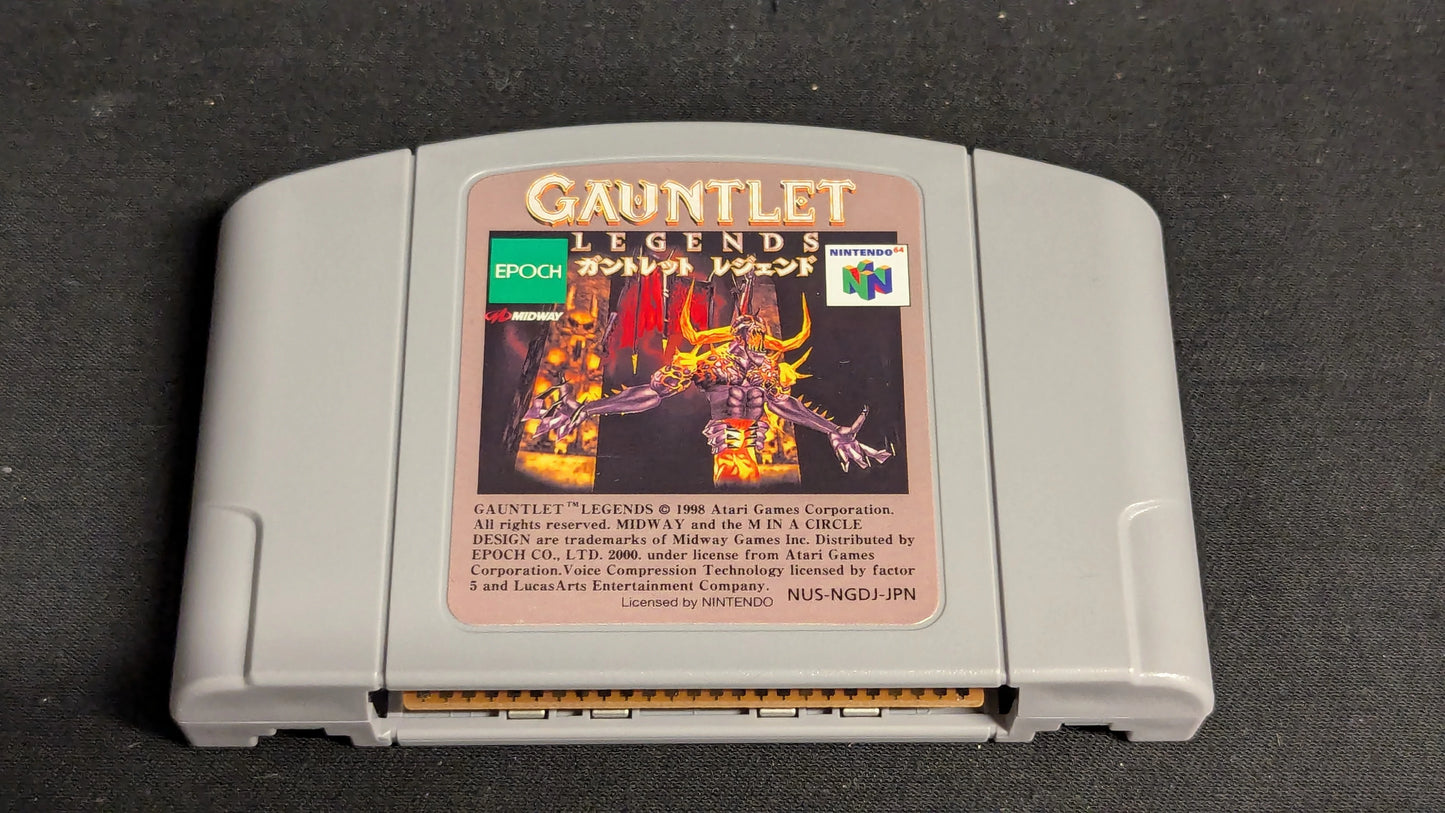 GAUNTLET
LEGENDS
ガントレット レジェンド
EPOCH
NINTENDO 64
MIDWAY
GAUNTLET™ LEGENDS © 1998 Atari Games Corporation.
All rights reserved. MIDWAY and the M IN A CIRCLE
DESIGN are trademarks of Midway Games Inc. Distributed by
EPOCH CO., LTD. 2000. under license from Atari Games
Corporation.Voice Compression Technology licensed by factor
5 and LucasArts Entertainment Company.
Licensed by NINTENDO
NUS-NGDJ-JPN